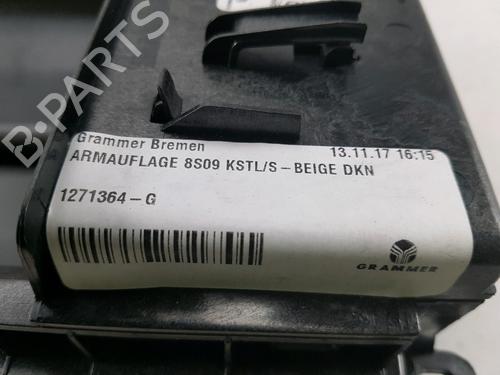 B-PARTS
Grammer Bremen 13.11.17 16:15
ARMAUFLAGE 8S09 KSTL/S-BEIGE DKN
1271364-G
GRAMMER